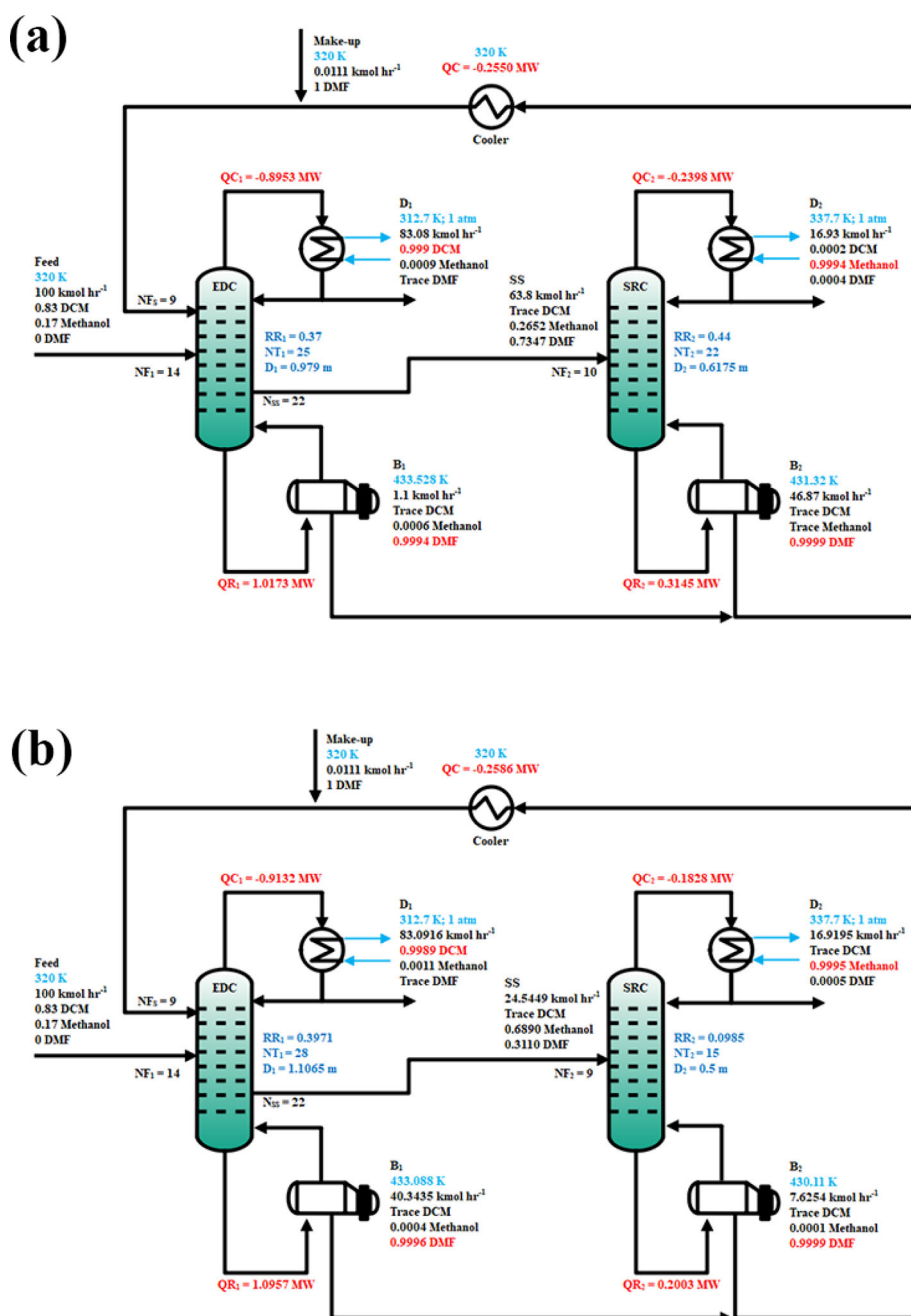 (a)
Make-up
320 K
0.0111 kmol hr⁻¹
1 DMF
320 K
QC = -0.2550 MW
Cooler
QC₁ = -0.8953 MW
QC₂ = -0.2398 MW
D₁
312.7 K; 1 atm
83.08 kmol hr⁻¹
0.999 DCM
0.0009 Methanol
Trace DMF
D₂
337.7 K; 1 atm
16.93 kmol hr⁻¹
0.0002 DCM
0.9994 Methanol
0.0004 DMF
Feed
320 K
100 kmol hr⁻¹
0.83 DCM
0.17 Methanol
0 DMF
NF₅ = 9
EDC
SS
63.8 kmol hr⁻¹
Trace DCM
0.2652 Methanol
0.7347 DMF
SRC
RR₁ = 0.37
NT₁ = 25
D₁ = 0.979 m
RR₂ = 0.44
NT₂ = 22
D₂ = 0.6175 m
NF₁ = 14
NF₂ = 10
Nₛₛ = 22
B₁
433.528 K
1.1 kmol hr⁻¹
Trace DCM
0.0006 Methanol
0.9994 DMF
B₂
431.32 K
46.87 kmol hr⁻¹
Trace DCM
Trace Methanol
0.9999 DMF
QR₁ = 1.0173 MW
QR₂ = 0.3145 MW
(b)
Make-up
320 K
0.0111 kmol hr⁻¹
1 DMF
320 K
QC = -0.2586 MW
Cooler
QC₁ = -0.9132 MW
QC₂ = -0.1828 MW
D₁
312.7 K; 1 atm
83.0916 kmol hr⁻¹
0.9989 DCM
0.0011 Methanol
Trace DMF
D₂
337.7 K; 1 atm
16.9195 kmol hr⁻¹
Trace DCM
0.9995 Methanol
0.0005 DMF
Feed
320 K
100 kmol hr⁻¹
0.83 DCM
0.17 Methanol
0 DMF
NF₅ = 9
EDC
SS
24.5449 kmol hr⁻¹
Trace DCM
0.6890 Methanol
0.3110 DMF
SRC
RR₁ = 0.3971
NT₁ = 28
D₁ = 1.1065 m
RR₂ = 0.0985
NT₂ = 15
D₂ = 0.5 m
NF₁ = 14
NF₂ = 9
Nₛₛ = 22
B₁
433.088 K
40.3435 kmol hr⁻¹
Trace DCM
0.0004 Methanol
0.9996 DMF
B₂
430.11 K
7.6254 kmol hr⁻¹
Trace DCM
0.0001 Methanol
0.9999 DMF
QR₁ = 1.0957 MW
QR₂ = 0.2003 MW